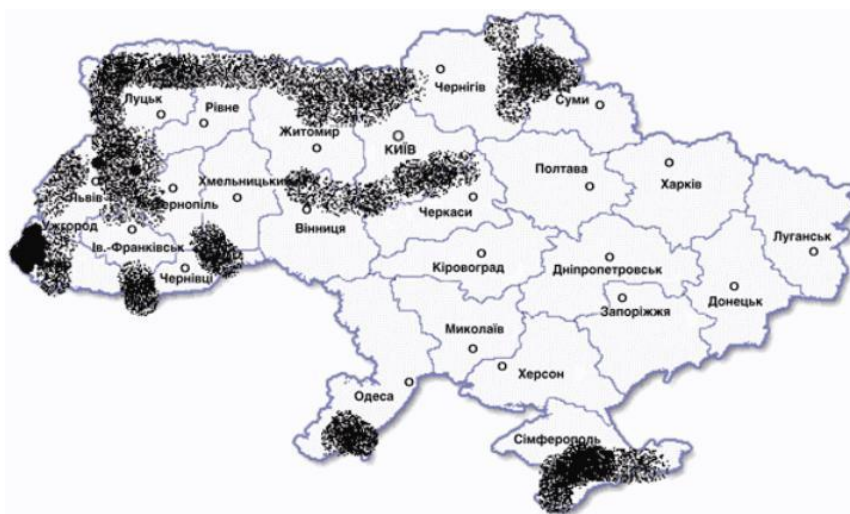 Чернігів
Луцьк
Рівне
Суми
Житомир
КИЇВ
Полтава
Харків
Хмельницький
Львів
Тернопіль
Черкаси
Ужгород
Вінниця
Луганськ
Ів.-Франківськ
Кіровоград
Дніпропетровськ
Чернівці
Донецьк
Запоріжжя
Миколаїв
Херсон
Одеса
Сімферополь